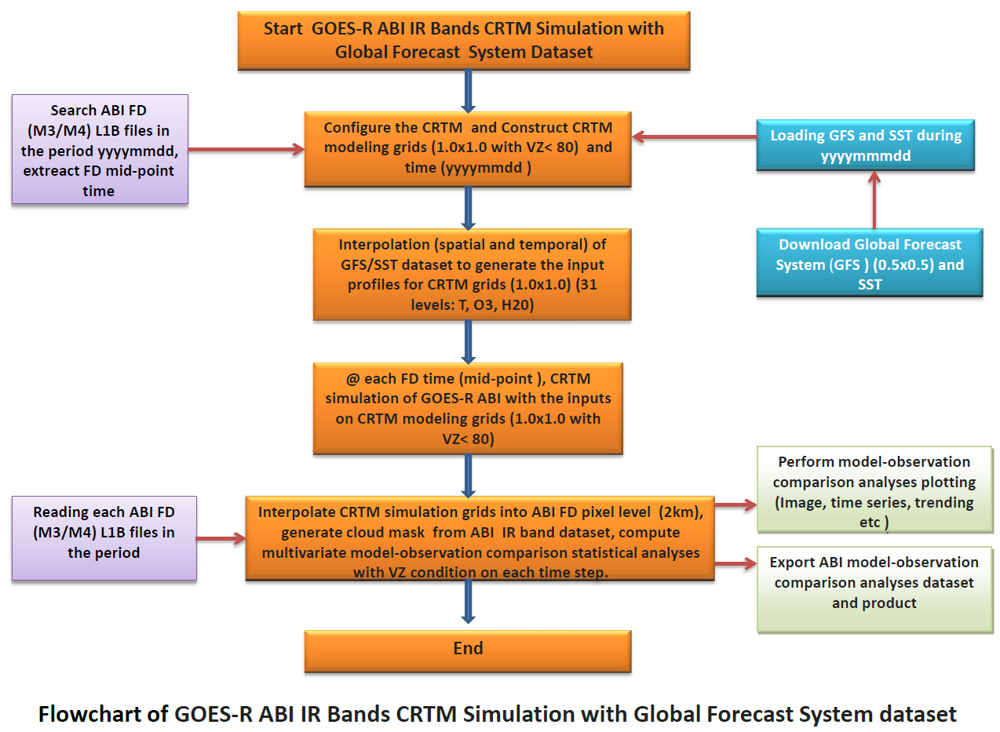 Start GOES-R ABI IR Bands CRTM Simulation with
Global Forecast System Dataset
Search ABI FD
(M3/M4) L1B files in
the period yyyymmdd,
extreact FD mid-point
time
Configure the CRTM and Construct CRTM
modeling grids (1.0x1.0 with VZ< 80) and
time (yyyymmdd )
Loading GFS and SST during
yyyymmmdd
Download Global Forecast
System (GFS ) (0.5x0.5) and
SST
Interpolation (spatial and temporal) of
GFS/SST dataset to generate the input
profiles for CRTM grids (1.0x1.0) (31
levels: T, O3, H20)
@ each FD time (mid-point ), CRTM
simulation of GOES-R ABI with the inputs
on CRTM modeling grids (1.0x1.0 with
VZ< 80)
Reading each ABI FD
(M3/M4) L1B files in
the period
Interpolate CRTM simulation grids into ABI FD pixel level (2km),
generate cloud mask from ABI IR band dataset, compute
multivariate model-observation comparison statistical analyses
with VZ condition on each time step.
Perform model-observation
comparison analyses plotting
(Image, time series, trending
etc )
Export ABI model-observation
comparison analyses dataset
and product
End
Flowchart of GOES-R ABI IR Bands CRTM Simulation with Global Forecast System dataset